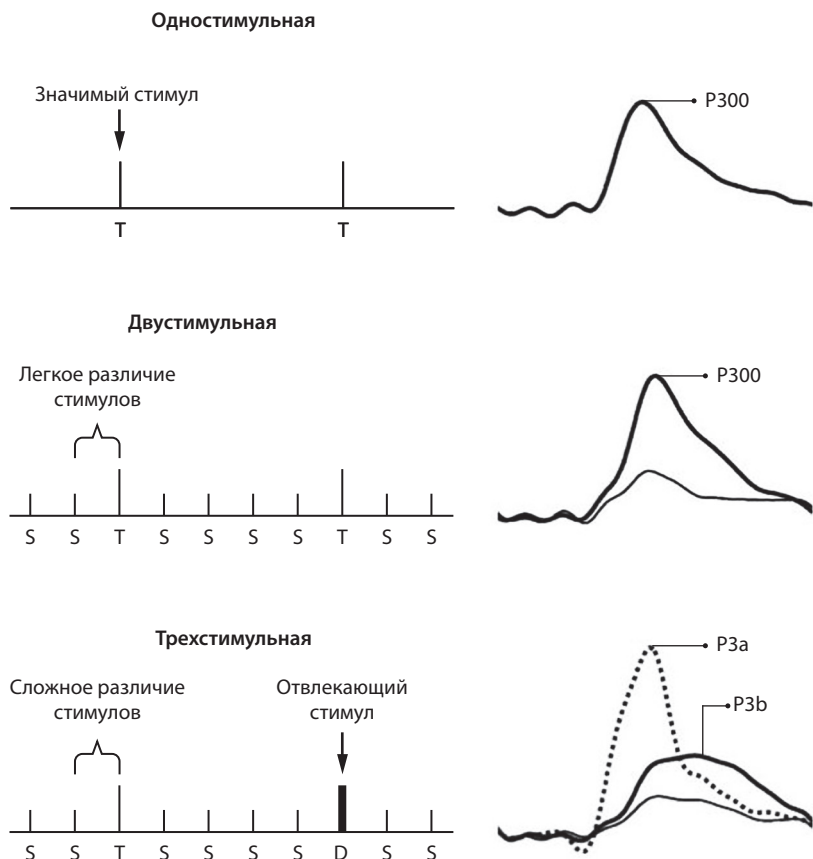 Одностимульная
Значимый стимул
P300
T T
Двустимульная
Легкое различие
стимулов
P300
S S T S S S S T S S
Трехстимульная
Сложное различие
стимулов
Отвлекающий
стимул
P3a
P3b
S S T S S S S D S S